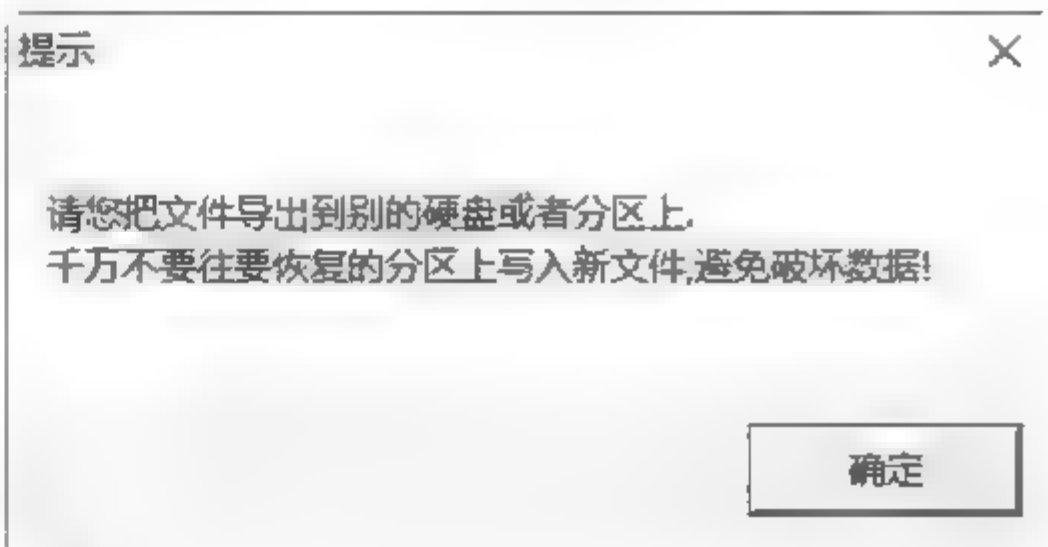 提示
请您把文件导出到别的硬盘或者分区上.
千万不要往要恢复的分区上写入新文件,避免破坏数据!
确定